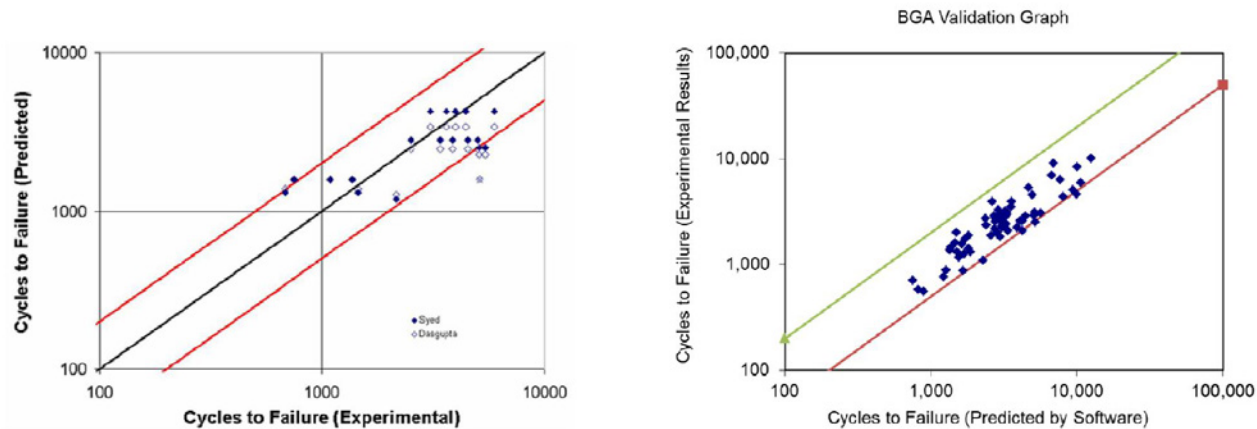 10000
1000
100
100
1000
10000
Cycles to Failure (Predicted)
Cycles to Failure (Experimental)
Syed
Dasgupta
BGA Validation Graph
100,000
10,000
1,000
100
100
1,000
10,000
100,000
Cycles to Failure (Experimental Results)
Cycles to Failure (Predicted by Software)